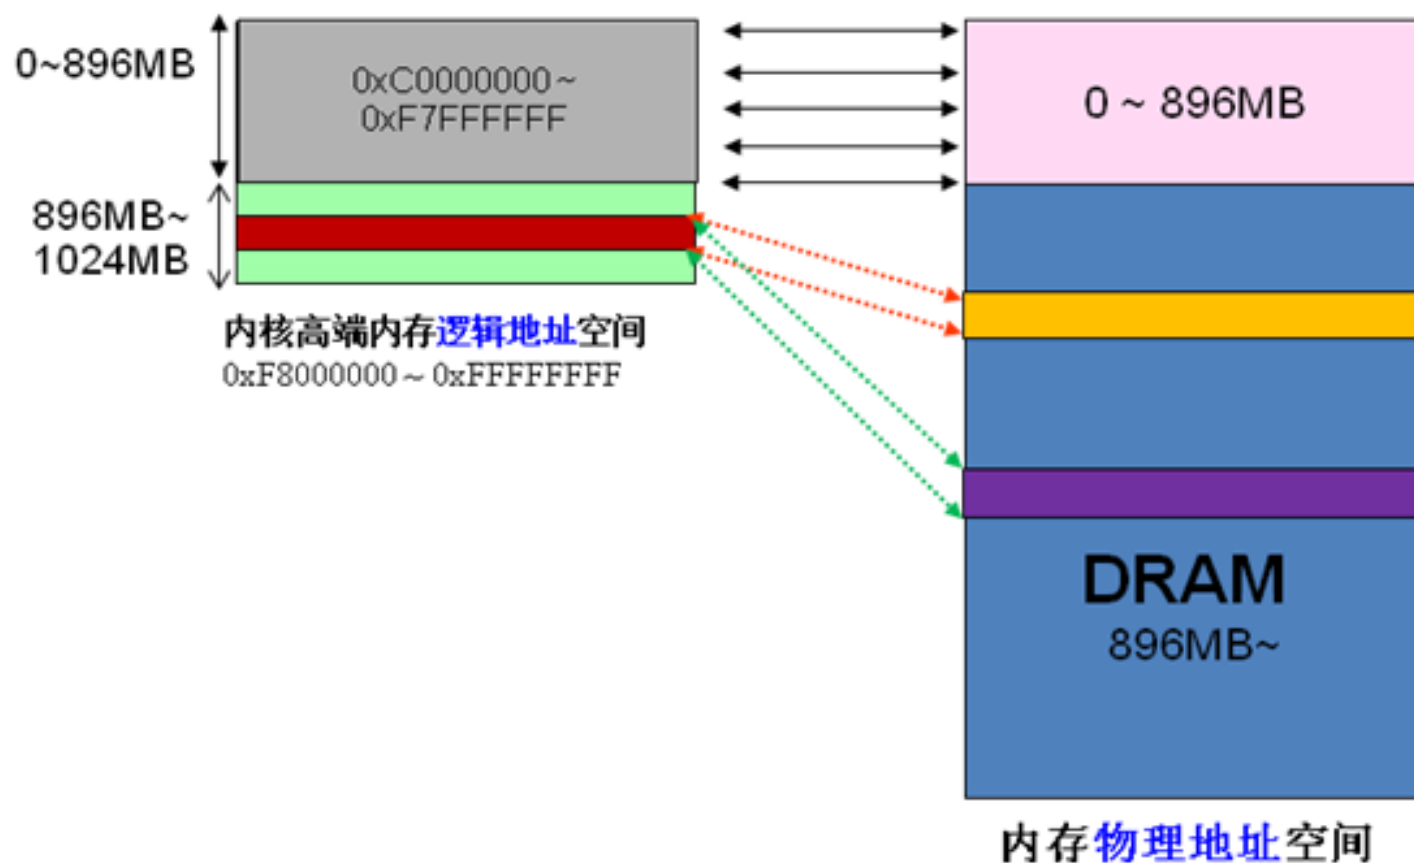 0~896MB
0xC0000000~
0xF7FFFFFF
0 ~ 896MB
896MB~
1024MB
内核高端内存逻辑地址空间
0xF8000000 ~ 0xFFFFFFFF
DRAM
896MB~
内存物理地址空间